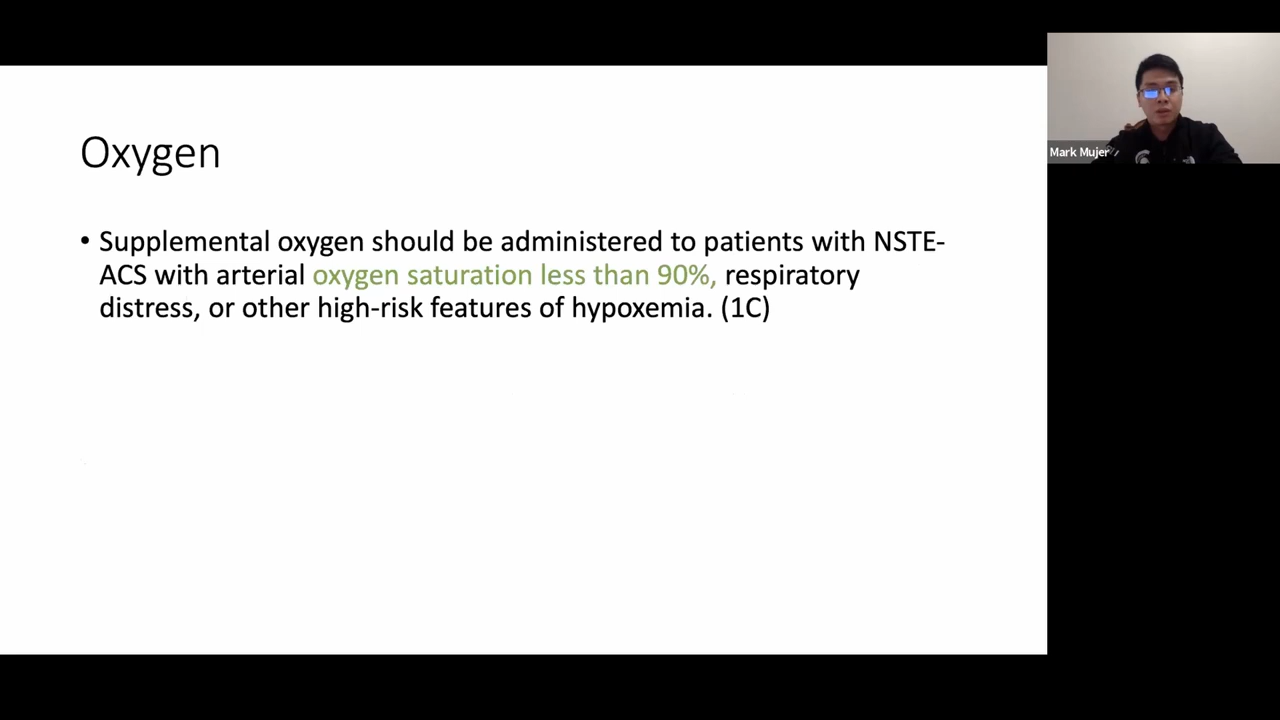 Oxygen
• Supplemental oxygen should be administered to patients with NSTE-
ACS with arterial oxygen saturation less than 90%, respiratory
distress, or other high-risk features of hypoxemia. (1C)
Mark Mujer